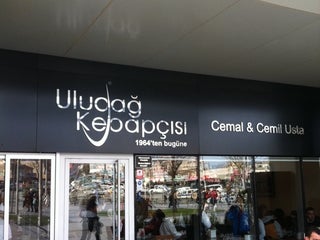 Uludağ
Kebapçısı
1964'ten bugüne
Cemal & Cemil Usta